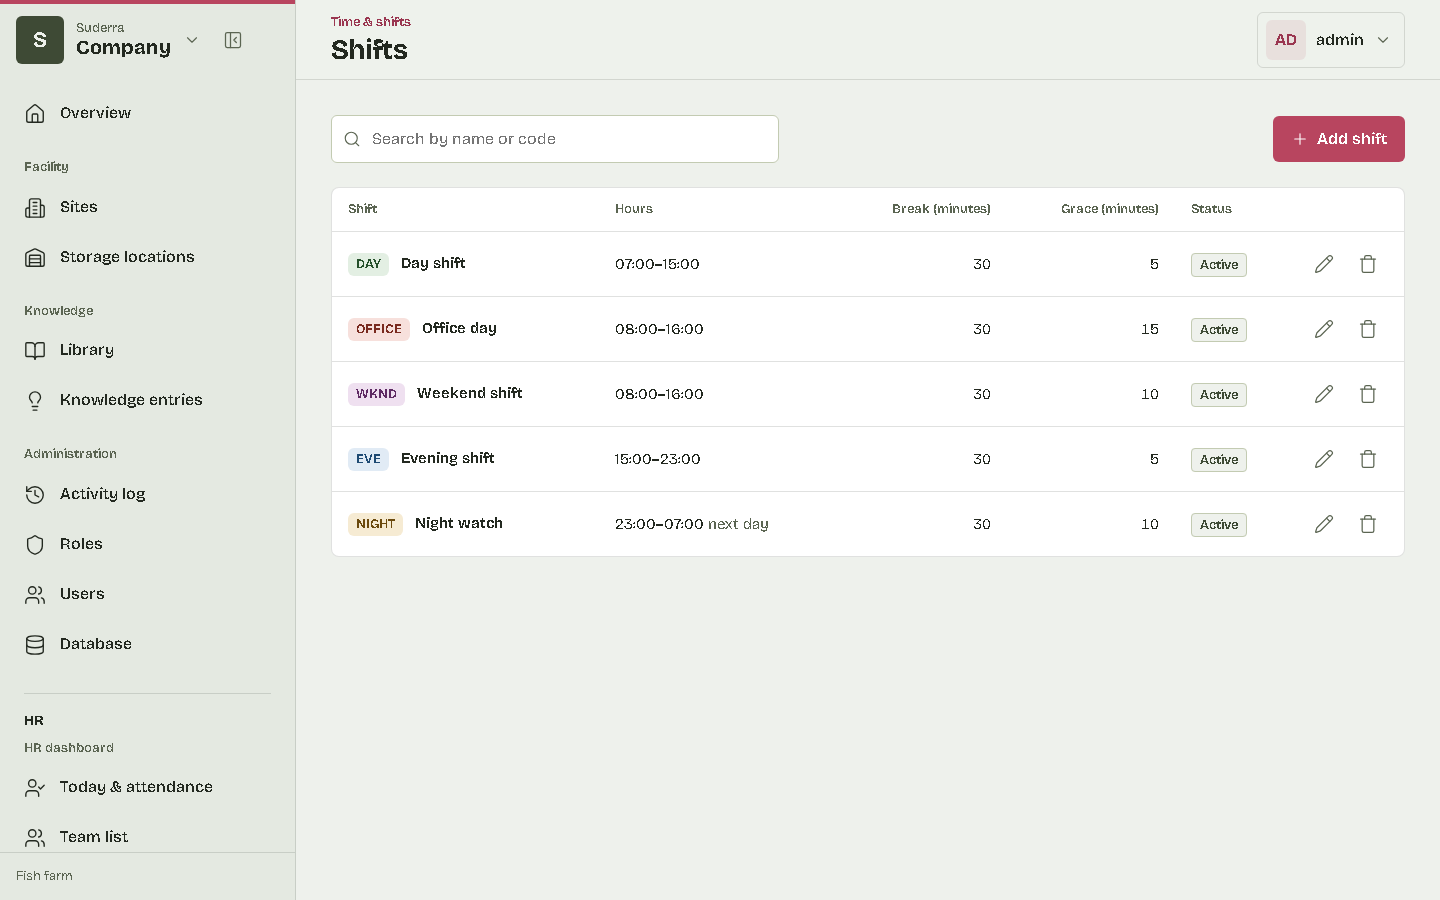 S
Suderra
Company
Overview
Facility
Sites
Storage locations
Knowledge
Library
Knowledge entries
Administration
Activity log
Roles
Users
Database
HR
HR dashboard
Today & attendance
Team list
Fish farm
Time & shifts
Shifts
AD admin
Search by name or code
Add shift
Shift Hours Break (minutes) Grace (minutes) Status
DAY Day shift 07:00–15:00 30 5 Active
OFFICE Office day 08:00–16:00 30 15 Active
WKND Weekend shift 08:00–16:00 30 10 Active
EVE Evening shift 15:00–23:00 30 5 Active
NIGHT Night watch 23:00–07:00 next day 30 10 Active